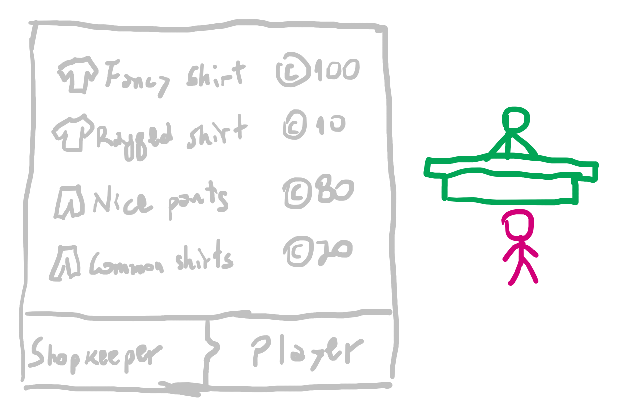 Fancy shirt © 100
Ragged shirt © 10
Nice pants © 80
Common shirts © 20
Shopkeeper Player